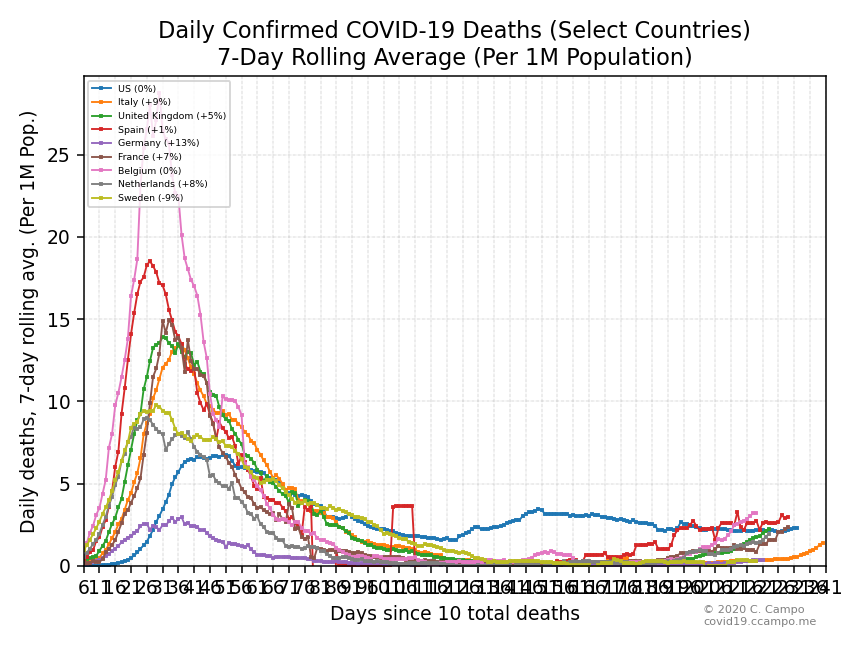 Daily Confirmed COVID-19 Deaths (Select Countries)
7-Day Rolling Average (Per 1M Population)
Daily deaths, 7-day rolling avg. (Per 1M Pop.)
US (0%)
Italy (+9%)
United Kingdom (+5%)
Spain (+1%)
Germany (+13%)
France (+7%)
Belgium (0%)
Netherlands (+8%)
Sweden (-9%)
25
20
15
10
5
0
Days since 10 total deaths
© 2020 C. Campo
covid19.ccampo.me